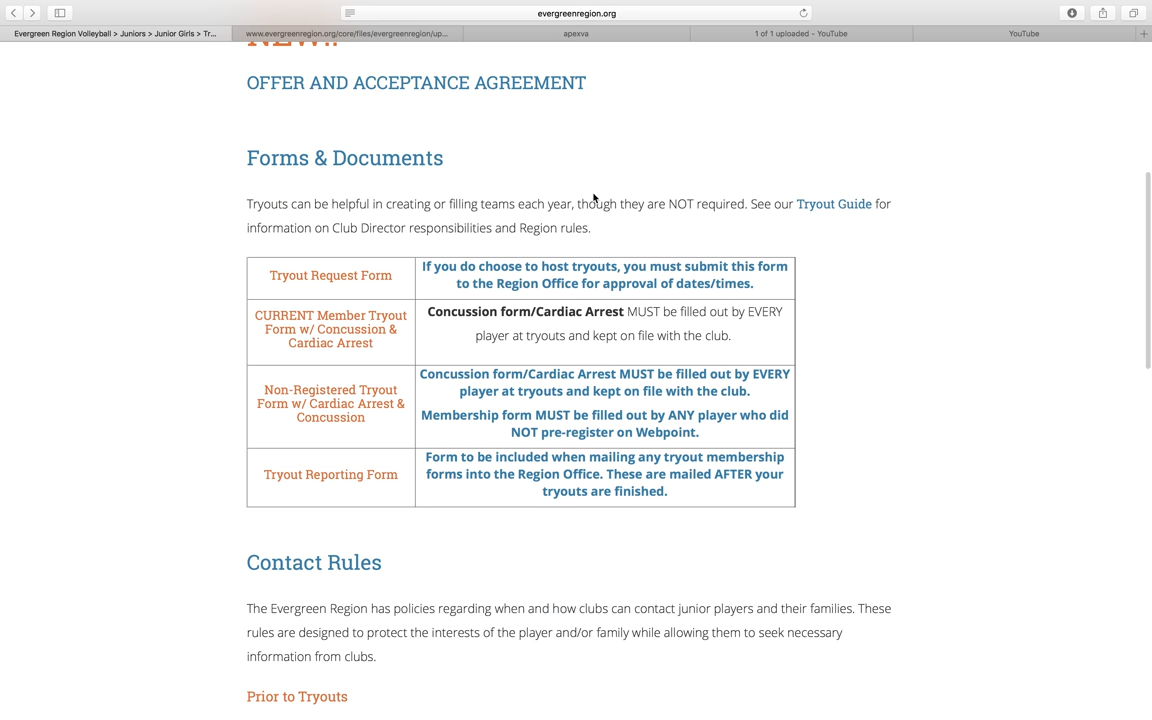 evergreenregion.org
Evergreen Region Volleyball > Juniors > Junior Girls > Tr...
www.evergreenregion.org/core/files/evergreenregion/up...
apexva
1 of 1 uploaded - YouTube
YouTube
NEW!!
OFFER AND ACCEPTANCE AGREEMENT
Forms & Documents
Tryouts can be helpful in creating or filling teams each year, though they are NOT required. See our Tryout Guide for
information on Club Director responsibilities and Region rules.
Tryout Request Form
If you do choose to host tryouts, you must submit this form
to the Region Office for approval of dates/times.
CURRENT Member Tryout
Form w/ Concussion &
Cardiac Arrest
Concussion form/Cardiac Arrest MUST be filled out by EVERY
player at tryouts and kept on file with the club.
Non-Registered Tryout
Form w/ Cardiac Arrest &
Concussion
Concussion form/Cardiac Arrest MUST be filled out by EVERY
player at tryouts and kept on file with the club.
Membership form MUST be filled out by ANY player who did
NOT pre-register on Webpoint.
Tryout Reporting Form
Form to be included when mailing any tryout membership
forms into the Region Office. These are mailed AFTER your
tryouts are finished.
Contact Rules
The Evergreen Region has policies regarding when and how clubs can contact junior players and their families. These
rules are designed to protect the interests of the player and/or family while allowing them to seek necessary
information from clubs.
Prior to Tryouts